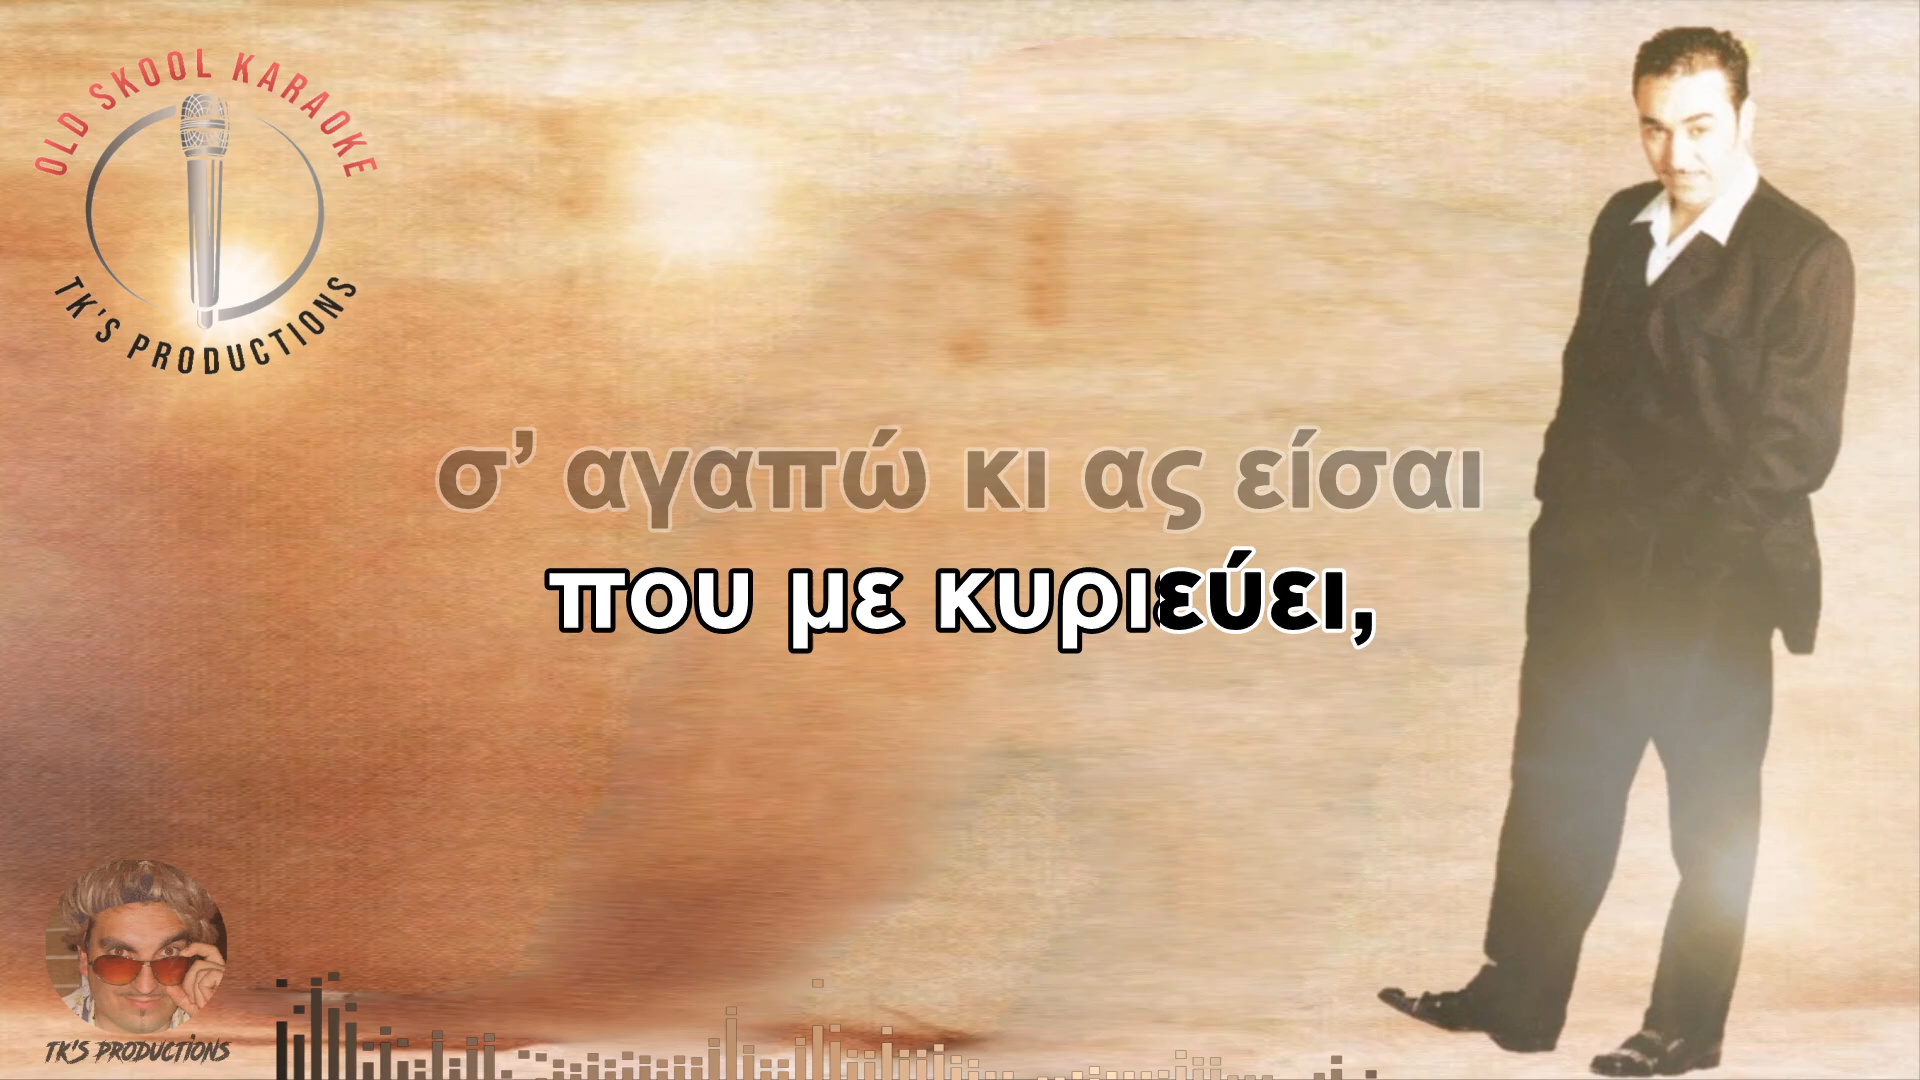 OLD SKOOL KARAOKE
TK'S PRODUCTIONS
σ’ αγαπώ κι ας είσαι
που με κυριεύει,
TK'S PRODUCTIONS